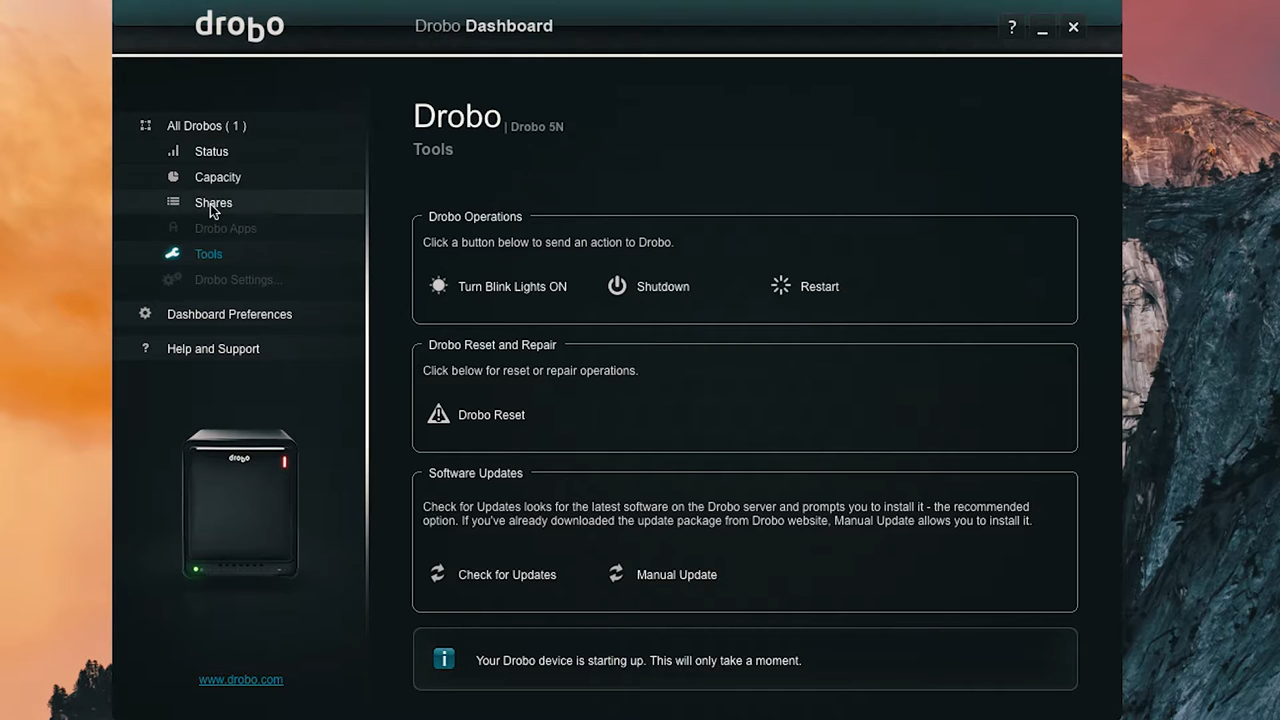 drobo
Drobo Dashboard
?
All Drobos ( 1 )
Status
Capacity
Shares
Drobo Apps
Tools
Drobo Settings...
Dashboard Preferences
? Help and Support
drobo
www.drobo.com
Drobo | Drobo 5N
Tools
Drobo Operations
Click a button below to send an action to Drobo.
Turn Blink Lights ON Shutdown Restart
Drobo Reset and Repair
Click below for reset or repair operations.
Drobo Reset
Software Updates
Check for Updates looks for the latest software on the Drobo server and prompts you to install it - the recommended
option. If you've already downloaded the update package from Drobo website, Manual Update allows you to install it.
Check for Updates Manual Update
i Your Drobo device is starting up. This will only take a moment.